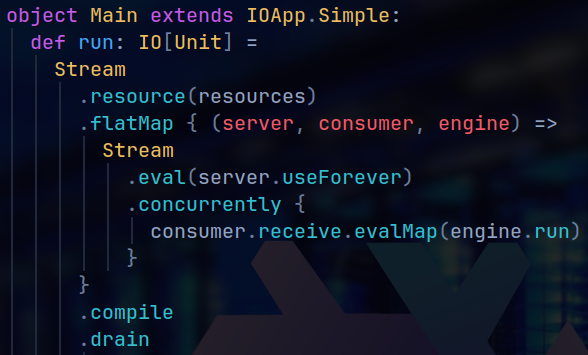 object Main extends IOApp.Simple:
def run: IO[Unit] =
Stream
.resource(resources)
.flatMap { (server, consumer, engine) =>
Stream
.eval(server.useForever)
.concurrently {
consumer.receive.evalMap(engine.run)
}
}
.compile
.drain